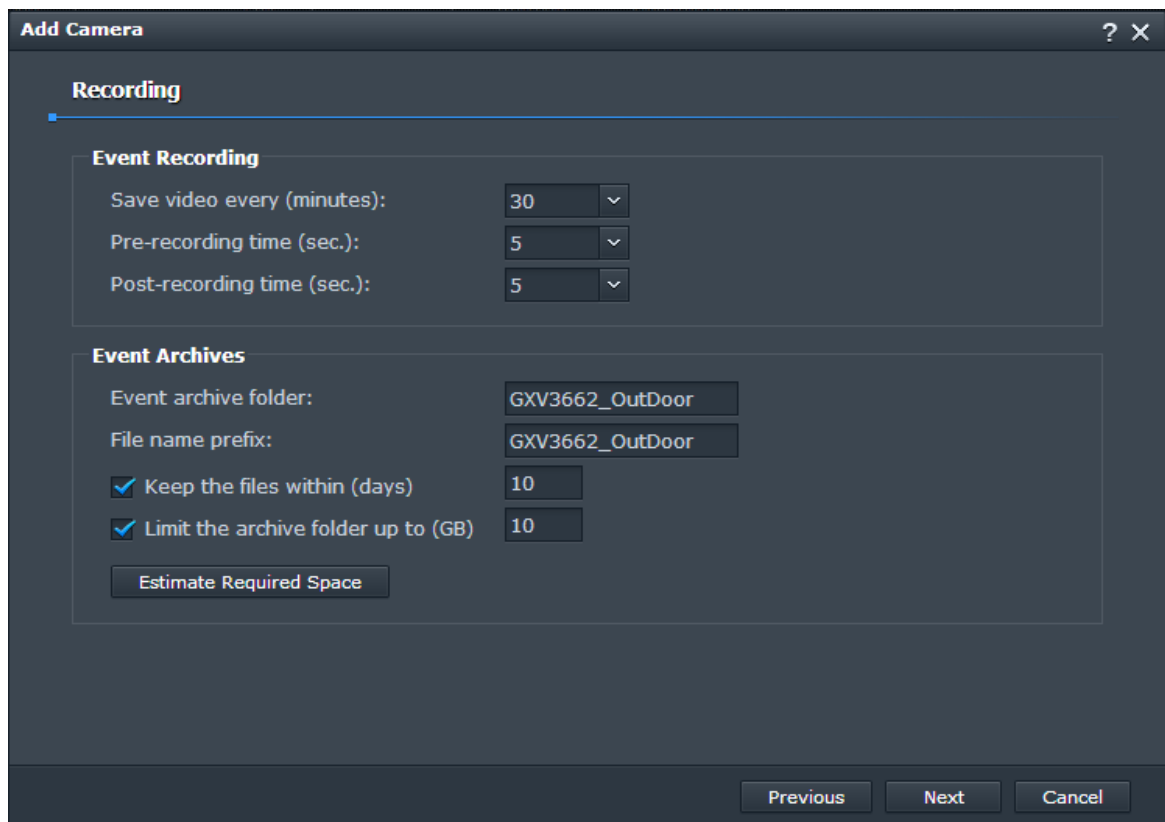 Add Camera ?
Recording
Event Recording
Save video every (minutes): 30
Pre-recording time (sec.): 5
Post-recording time (sec.): 5
Event Archives
Event archive folder: GXV3662_OutDoor
File name prefix: GXV3662_OutDoor
Keep the files within (days) 10
Limit the archive folder up to (GB) 10
Estimate Required Space
Previous Next Cancel